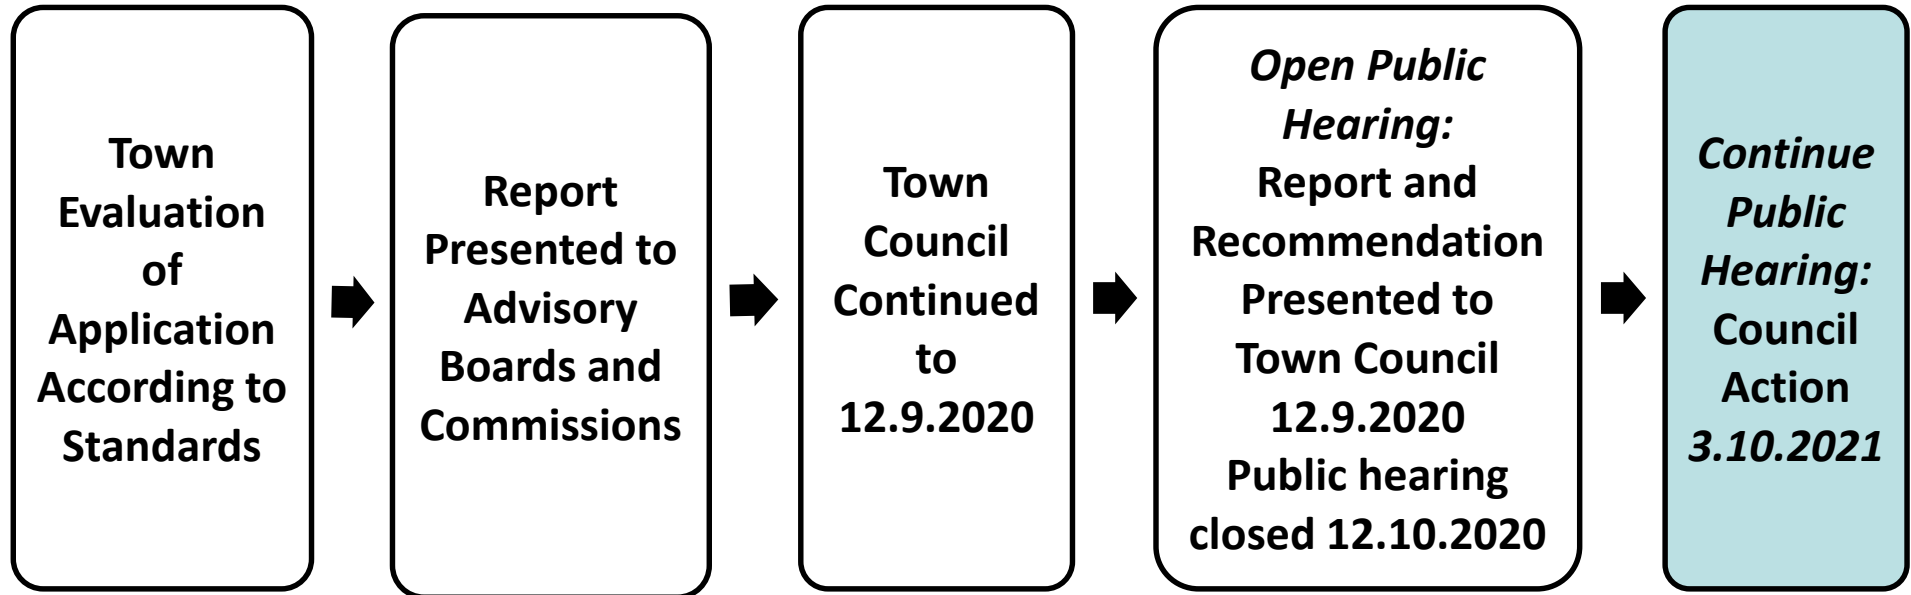 Town
Evaluation
of
Application
According to
Standards
Report
Presented to
Advisory
Boards and
Commissions
Town
Council
Continued
to
12.9.2020
Open Public
Hearing:
Report and
Recommendation
Presented to
Town Council
12.9.2020
Public hearing
closed 12.10.2020
Continue
Public
Hearing:
Council
Action
3.10.2021